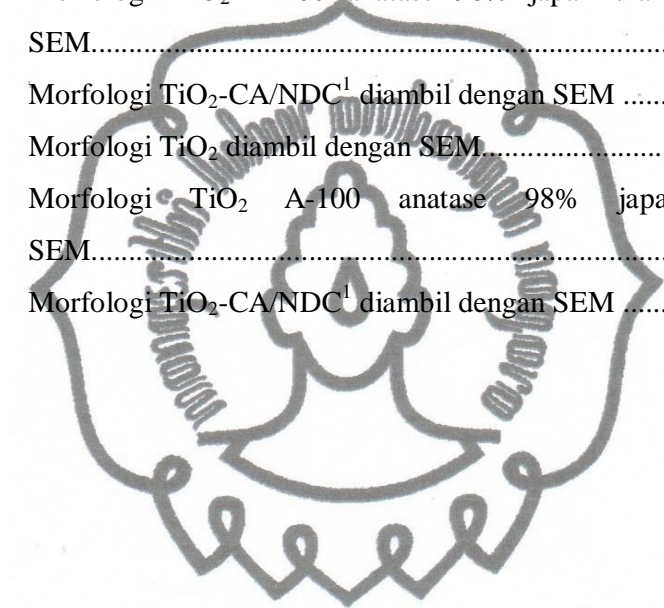 SEM..........................................................................
Morfologi TiO₂-CA/NDC¹ diambil dengan SEM .....
Morfologi TiO₂ diambil dengan SEM.......................
Morfologi TiO₂ A-100 anatase 98% japa
SEM..........................................................................
Morfologi TiO₂-CA/NDC¹ diambil dengan SEM .....